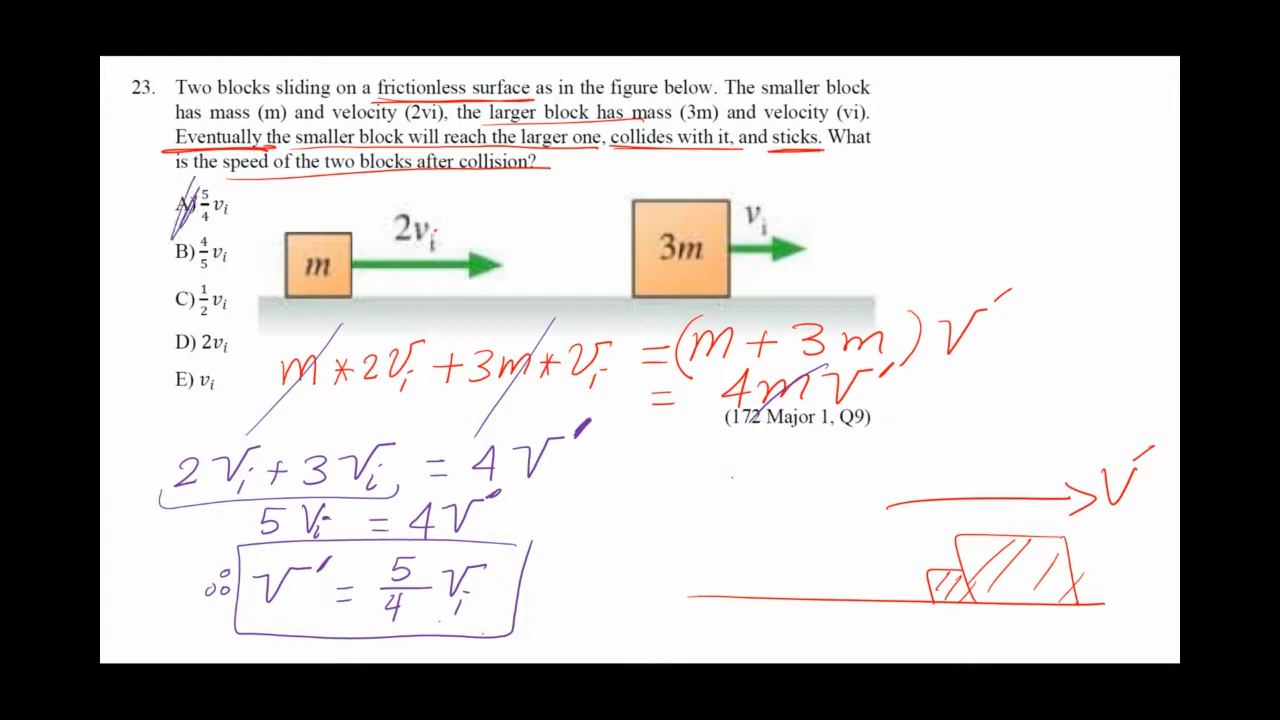 23. Two blocks sliding on a frictionless surface as in the figure below. The smaller block
has mass (m) and velocity (2vi), the larger block has mass (3m) and velocity (vi).
Eventually the smaller block will reach the larger one, collides with it, and sticks. What
is the speed of the two blocks after collision?
A) 5/4 vᵢ
B) 4/5 vᵢ
C) 1/2 vᵢ
D) 2vᵢ
E) vᵢ
m
2vᵢ
3m
vᵢ
m * 2Vᵢ + 3m * Vᵢ = (m + 3m) V′
= 4m V′
(172 Major 1, Q9)
2Vᵢ + 3Vᵢ = 4V′
5Vᵢ = 4V′
∴ V′ = 5/4 Vᵢ
V′